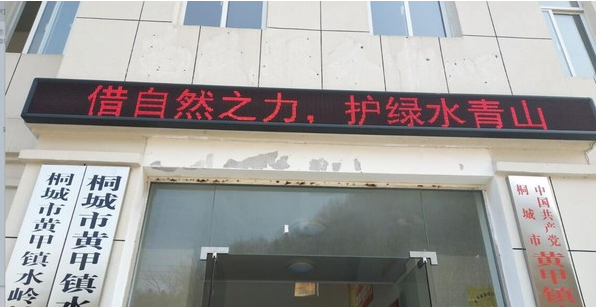 借自然之力，护绿水青山
桐城市黄甲镇水岭
桐城市黄甲镇水
中国共产党
桐城市
黄甲镇